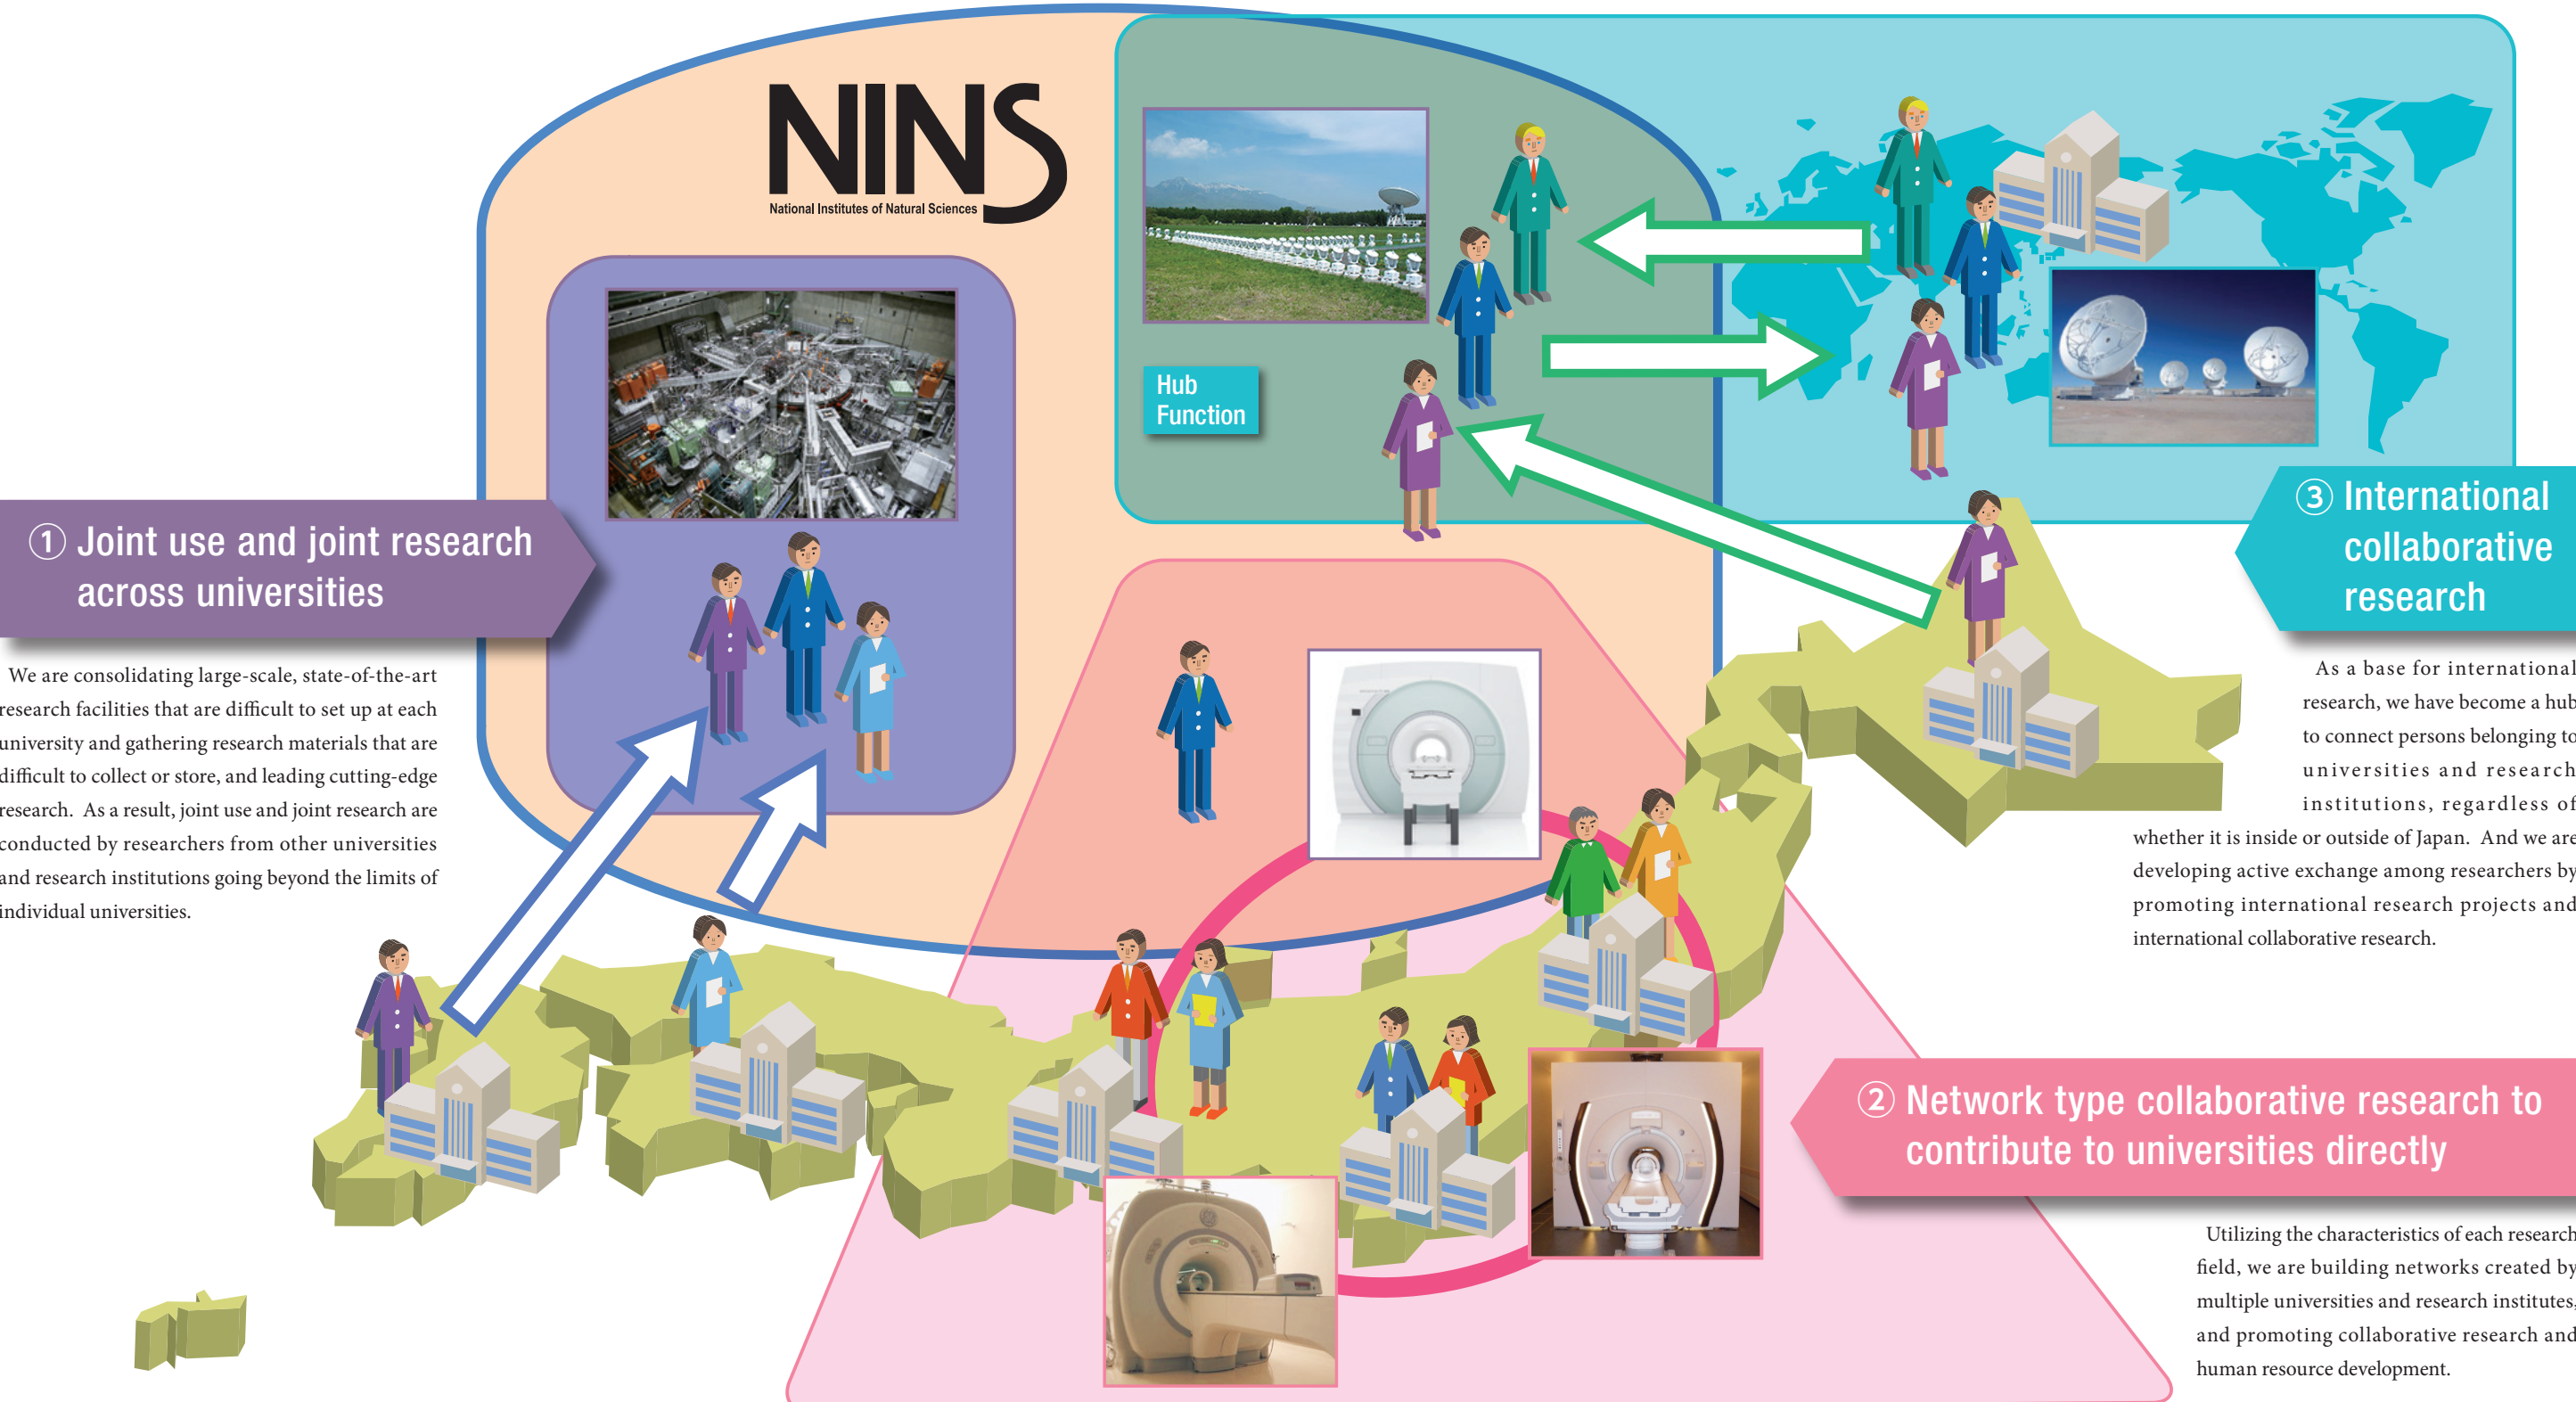 NINS
National Institutes of Natural Sciences
Hub
Function
① Joint use and joint research
across universities
We are consolidating large-scale, state-of-the-art
research facilities that are difficult to set up at each
university and gathering research materials that are
difficult to collect or store, and leading cutting-edge
research. As a result, joint use and joint research are
conducted by researchers from other universities
and research institutions going beyond the limits of
individual universities.
③ International
collaborative
research
As a base for international
research, we have become a hub
to connect persons belonging to
universities and research
institutions, regardless of
whether it is inside or outside of Japan. And we are
developing active exchange among researchers by
promoting international research projects and
international collaborative research.
② Network type collaborative research to
contribute to universities directly
Utilizing the characteristics of each research
field, we are building networks created by
multiple universities and research institutes,
and promoting collaborative research and
human resource development.